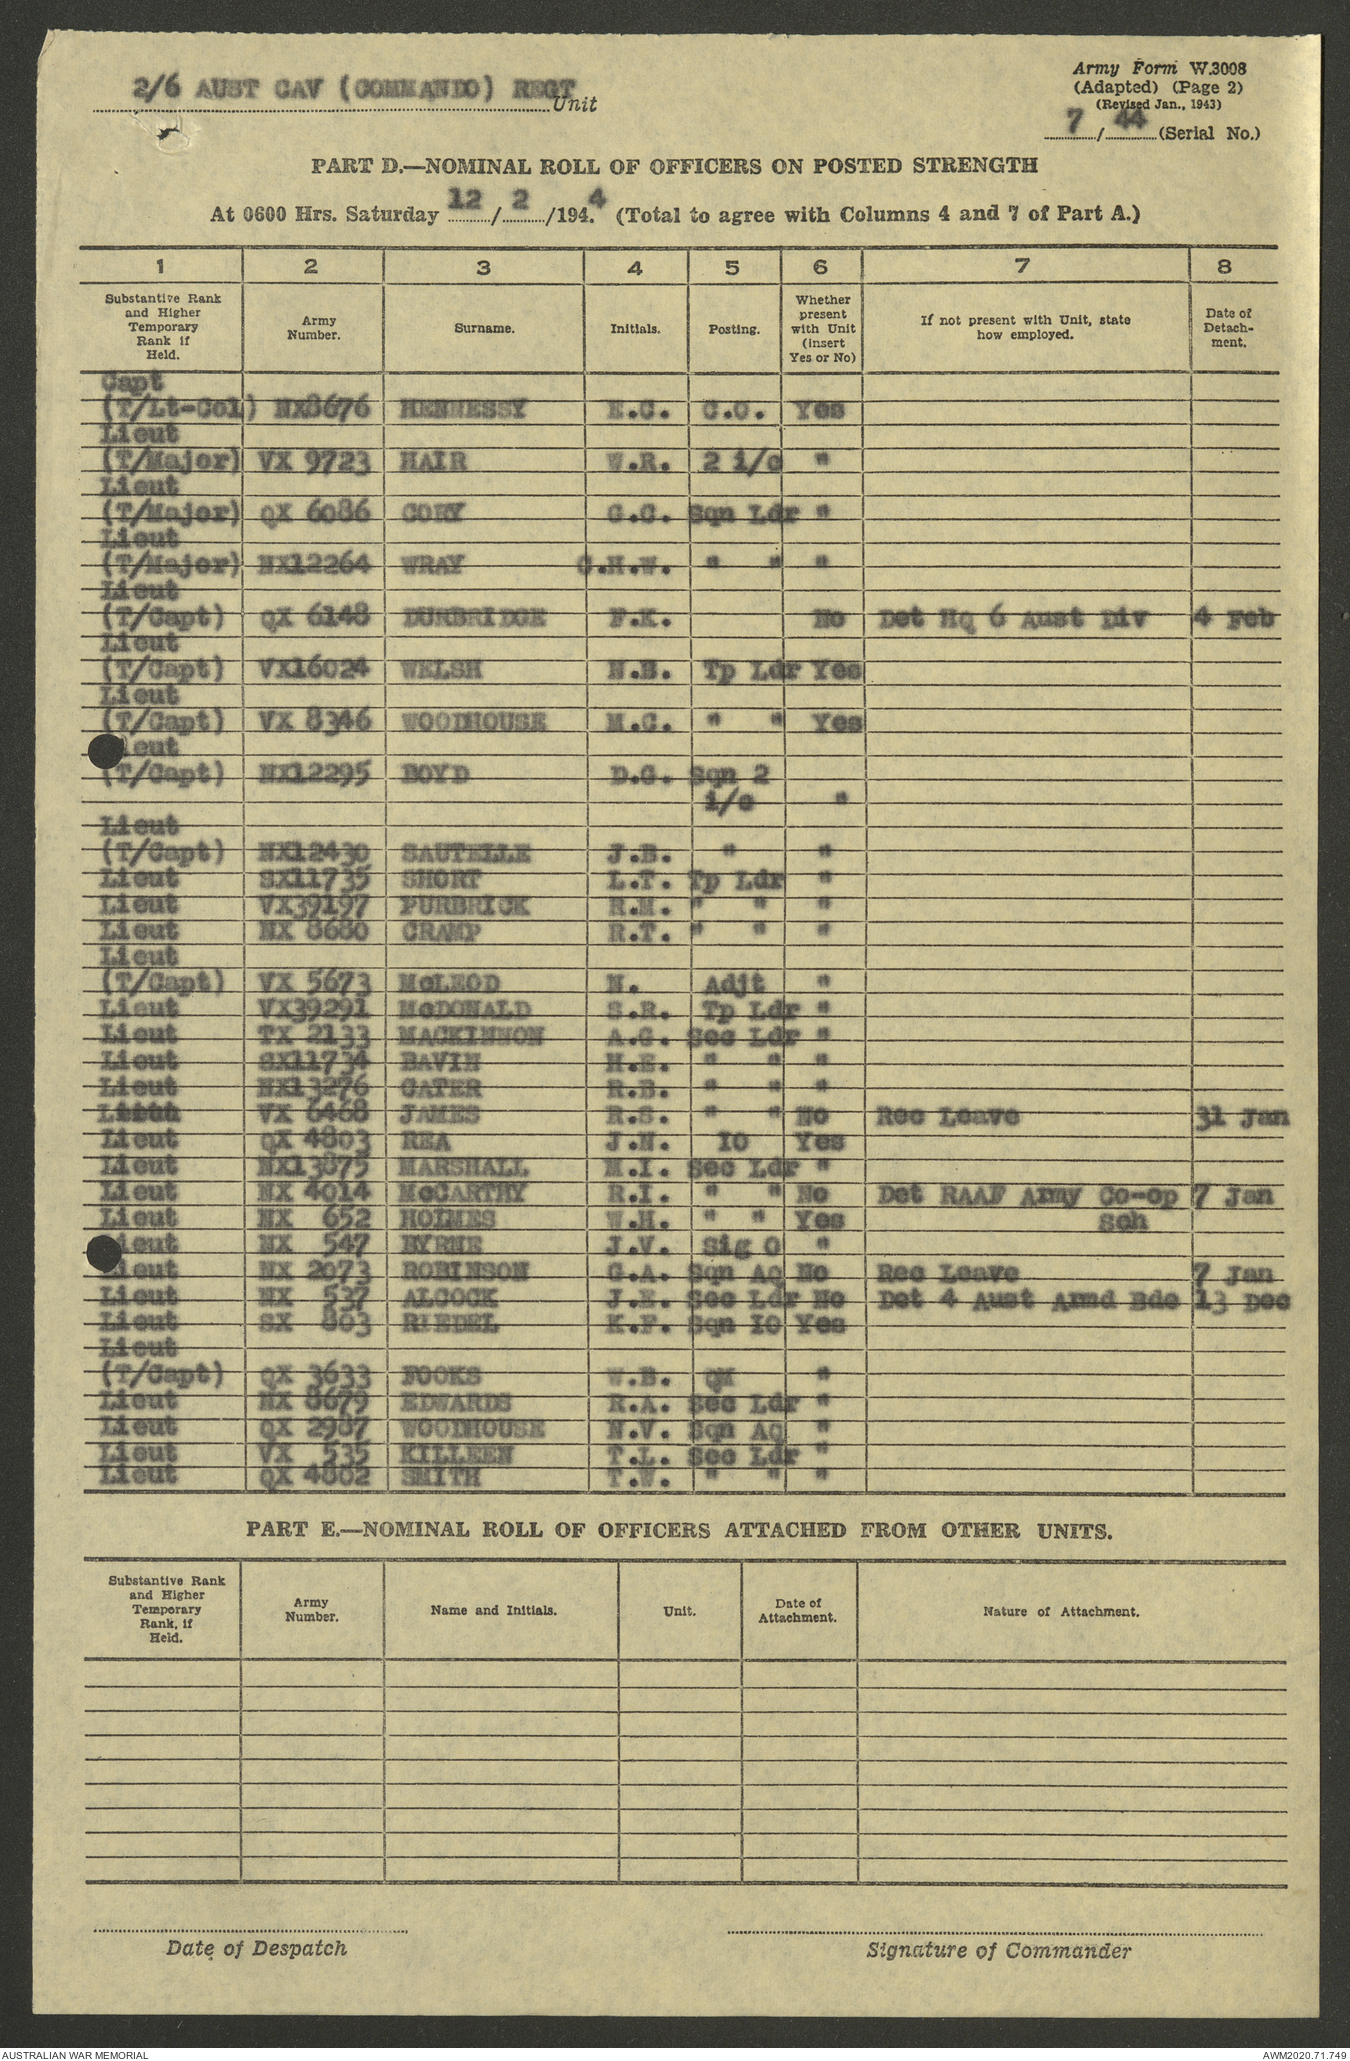 2/6 AUST CAV (COMMANDO) REGT Unit
Army Form W.3008
(Adapted) (Page 2)
(Revised Jan., 1943)
7 / 44 (Serial No.)
PART D.—NOMINAL ROLL OF OFFICERS ON POSTED STRENGTH
At 0600 Hrs. Saturday 12 / 2 /194.4 (Total to agree with Columns 4 and 7 of Part A.)
1 2 3 4 5 6 7 8
Substantive Rank and Higher Temporary Rank if Held. Army Number. Surname. Initials. Posting. Whether present with Unit (insert Yes or No) If not present with Unit, state how employed. Date of Detach- ment.
Capt
(T/Lt-Col) NX8676 HENNESSY E.C. C.O. Yes
Lieut
(T/Major) VX 9723 HAIR W.R. 2 i/c "
Lieut
(T/Major) QX 6086 CORY G.C. Sqn Ldr "
Lieut
(T/Major) NX12264 WRAY C.H.W. " " "
Lieut
(T/Capt) QX 6148 DURBRIDGE F.K. No Det Hq 6 Aust Div 4 Feb
Lieut
(T/Capt) VX16024 WELSH N.B. Tp Ldr Yes
Lieut
(T/Capt) VX 8346 WOODHOUSE M.C. " " Yes
Lieut
(T/Capt) NX12295 BOYD D.G. Sqn 2
i/c "
Lieut
(T/Capt) NX12430 SAUTELLE J.B. " "
Lieut SX11735 SHORT L.T. Tp Ldr "
Lieut VX39197 PURBRICK R.M. " " "
Lieut NX 8680 CRAMP R.T. " " "
Lieut
(T/Capt) VX 5673 McLEOD N. Adjt "
Lieut VX39291 McDONALD S.R. Tp Ldr "
Lieut TX 2133 MACKINNON A.G. Sec Ldr "
Lieut SX11734 BAVIN H.E. " " "
Lieut NX13276 CATER R.B. " " "
Lieut VX 6468 JAMES R.S. " " No Rec Leave 31 Jan
Lieut QX 4803 REA J.N. IO Yes
Lieut NX13875 MARSHALL M.I. Sec Ldr "
Lieut NX 4014 McCARTHY R.I. " " No Det RAAF Army Co-op 7 Jan
Lieut NX 652 HOLMES W.H. " " Yes Sch
Lieut NX 547 BYRNE J.V. Sig O "
Lieut NX 2073 ROBINSON G.A. Sqn Aq No Rec Leave 7 Jan
Lieut NX 537 ALCOCK J.E. Sec Ldr No Det 4 Aust Armd Bde 13 Dec
Lieut SX 803 RIEDEL K.F. Sqn IO Yes
Lieut
(T/Capt) QX 3633 FOOKS W.B. QM "
Lieut NX 8679 EDWARDS R.A. Sec Ldr "
Lieut QX 2987 WOODHOUSE N.V. Sqn Aq "
Lieut VX 535 KILLEEN T.L. Sec Ldr "
Lieut QX 4802 SMITH T.W. " " "
PART E.—NOMINAL ROLL OF OFFICERS ATTACHED FROM OTHER UNITS.
Substantive Rank and Higher Temporary Rank, if Held. Army Number. Name and Initials. Unit. Date of Attachment. Nature of Attachment.
Date of Despatch Signature of Commander
AUSTRALIAN WAR MEMORIAL AWM2020.71.749